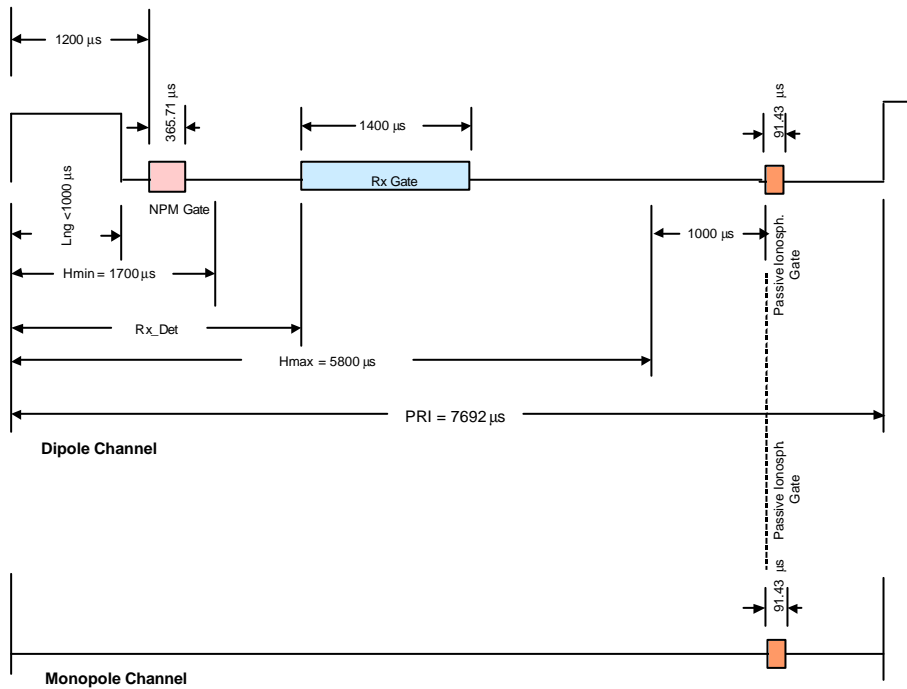 1200 µs
365.71 µs
1400 µs
91.43 µs
Lng <1000 µs
NPM Gate
Rx Gate
1000 µs
Passive Ionosph.
Gate
Hmin = 1700 µs
Rx_Det
Hmax = 5800 µs
PRI = 7692 µs
Dipole Channel
Passive Ionosph.
Gate
91.43 µs
Monopole Channel